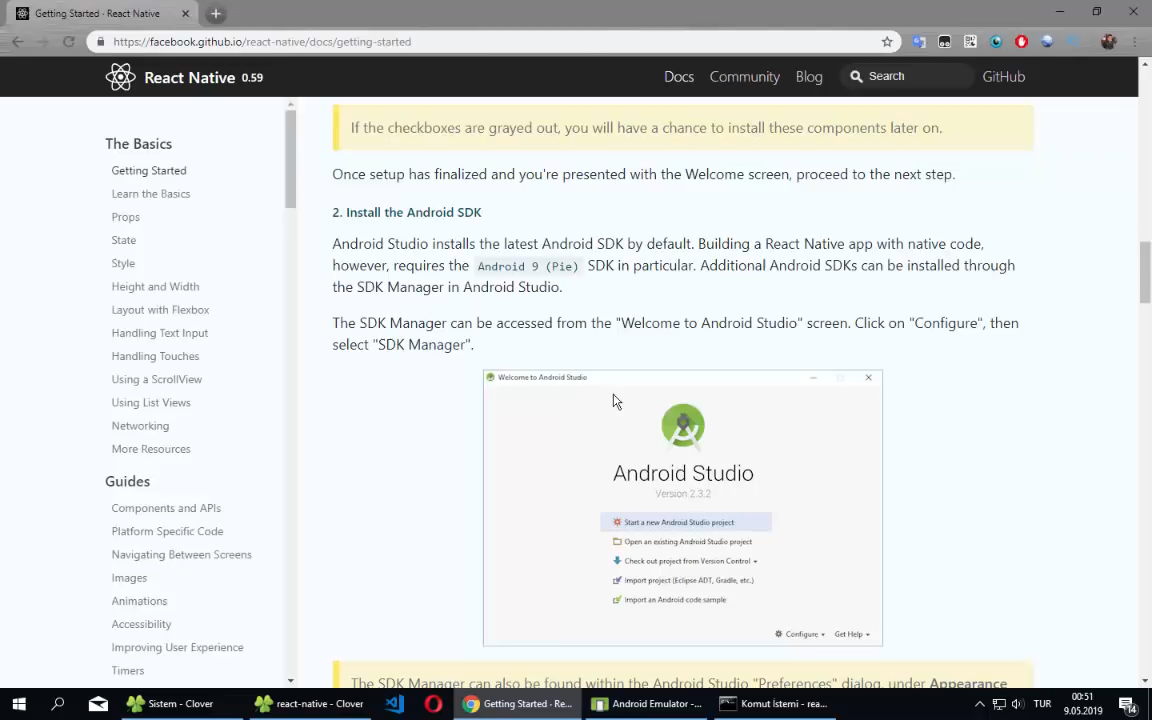 Getting Started · React Native
https://facebook.github.io/react-native/docs/getting-started
React Native 0.59
Docs
Community
Blog
Search
GitHub
The Basics
Getting Started
Learn the Basics
Props
State
Style
Height and Width
Layout with Flexbox
Handling Text Input
Handling Touches
Using a ScrollView
Using List Views
Networking
More Resources
Guides
Components and APIs
Platform Specific Code
Navigating Between Screens
Images
Animations
Accessibility
Improving User Experience
Timers
If the checkboxes are grayed out, you will have a chance to install these components later on.
Once setup has finalized and you're presented with the Welcome screen, proceed to the next step.
2. Install the Android SDK
Android Studio installs the latest Android SDK by default. Building a React Native app with native code,
however, requires the Android 9 (Pie) SDK in particular. Additional Android SDKs can be installed through
the SDK Manager in Android Studio.
The SDK Manager can be accessed from the "Welcome to Android Studio" screen. Click on "Configure", then
select "SDK Manager".
Welcome to Android Studio
Android Studio
Version 2.3.2
Start a new Android Studio project
Open an existing Android Studio project
Check out project from Version Control
Import project (Eclipse ADT, Gradle, etc.)
Import an Android code sample
Configure
Get Help
The SDK Manager can also be found within the Android Studio "Preferences" dialog, under Appearance
Sistem - Clover
react-native - Clover
Getting Started · Re...
Android Emulator -...
Komut İstemi - rea...
TUR
00:51
9.05.2019
14